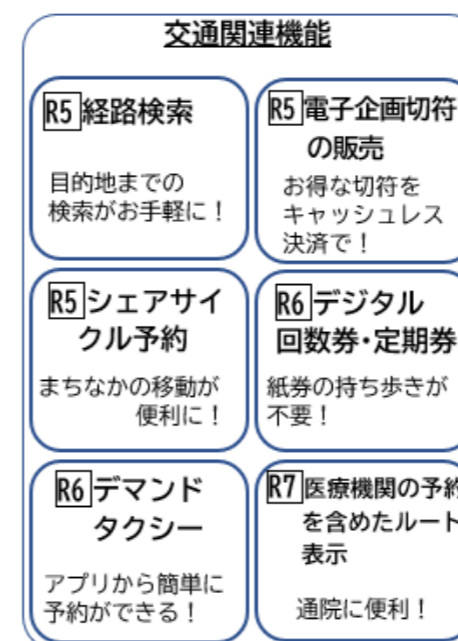 交通関連機能
R5 経路検索
目的地までの
検索がお手軽に！
R5 電子企画切符
の販売
お得な切符を
キャッシュレス
決済で！
R5 シェアサイ
クル予約
まちなかの移動が
便利に！
R6 デジタル
回数券・定期券
紙券の持ち歩きが
不要！
R6 デマンド
タクシー
アプリから簡単に
予約ができる！
R7 医療機関の予約
を含めたルート
表示
通院に便利！